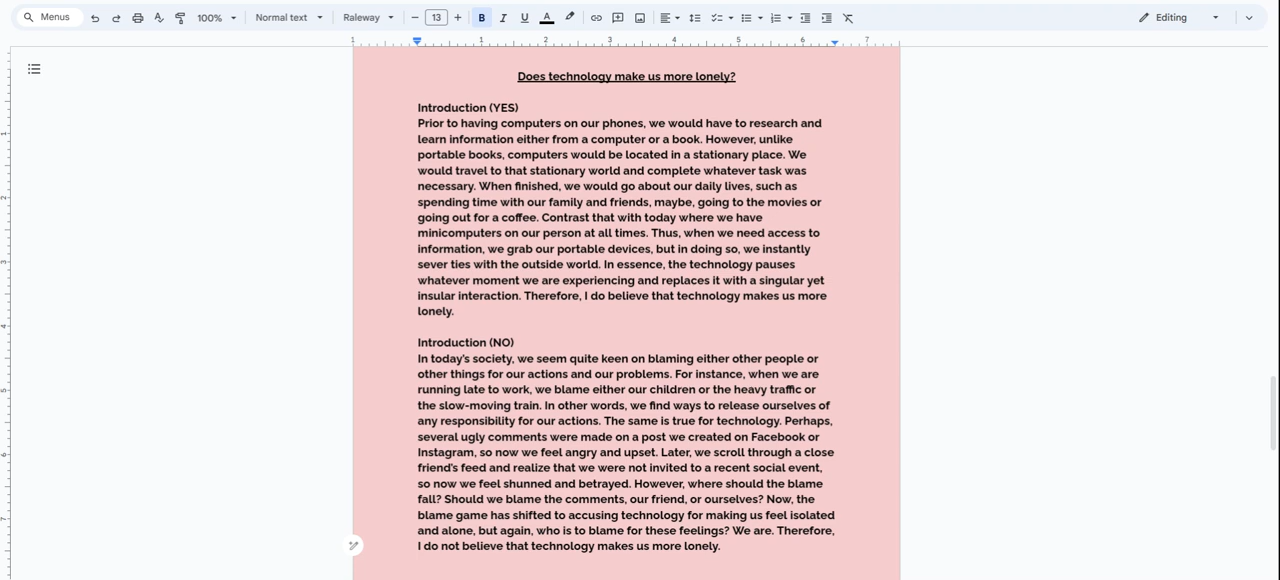 Menus 100% Normal text Raleway 13 B I U A Editing
1 1 2 3 4 5 6 7
Does technology make us more lonely?
Introduction (YES)
Prior to having computers on our phones, we would have to research and
learn information either from a computer or a book. However, unlike
portable books, computers would be located in a stationary place. We
would travel to that stationary world and complete whatever task was
necessary. When finished, we would go about our daily lives, such as
spending time with our family and friends, maybe, going to the movies or
going out for a coffee. Contrast that with today where we have
minicomputers on our person at all times. Thus, when we need access to
information, we grab our portable devices, but in doing so, we instantly
sever ties with the outside world. In essence, the technology pauses
whatever moment we are experiencing and replaces it with a singular yet
insular interaction. Therefore, I do believe that technology makes us more
lonely.
Introduction (NO)
In today's society, we seem quite keen on blaming either other people or
other things for our actions and our problems. For instance, when we are
running late to work, we blame either our children or the heavy traffic or
the slow-moving train. In other words, we find ways to release ourselves of
any responsibility for our actions. The same is true for technology. Perhaps,
several ugly comments were made on a post we created on Facebook or
Instagram, so now we feel angry and upset. Later, we scroll through a close
friend's feed and realize that we were not invited to a recent social event,
so now we feel shunned and betrayed. However, where should the blame
fall? Should we blame the comments, our friend, or ourselves? Now, the
blame game has shifted to accusing technology for making us feel isolated
and alone, but again, who is to blame for these feelings? We are. Therefore,
I do not believe that technology makes us more lonely.
1
2
3
4
5
6
7